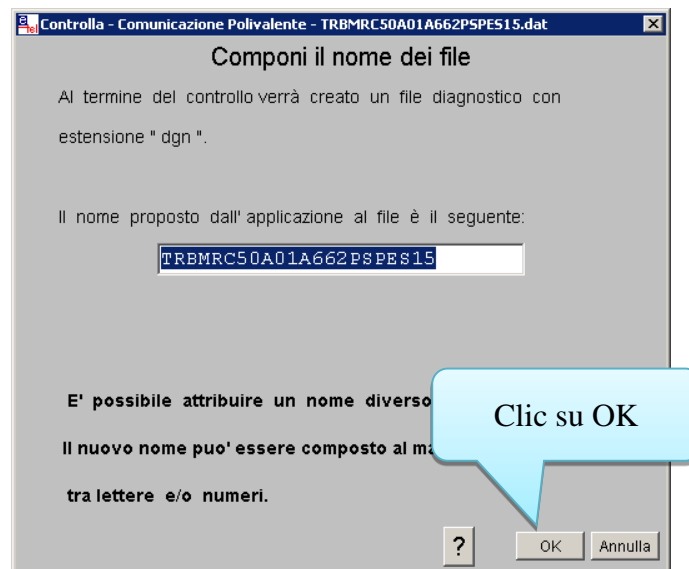 Controlla - Comunicazione Polivalente - TRBMRC50A01A662PSPES15.dat
Componi il nome dei file
Al termine del controllo verrà creato un file diagnostico con
estensione " dgn ".
Il nome proposto dall' applicazione al file è il seguente:
TRBMRC50A01A662PSPES15
E' possibile attribuire un nome diverso
Clic su OK
Il nuovo nome puo' essere composto al
tra lettere e/o numeri.
? OK Annulla